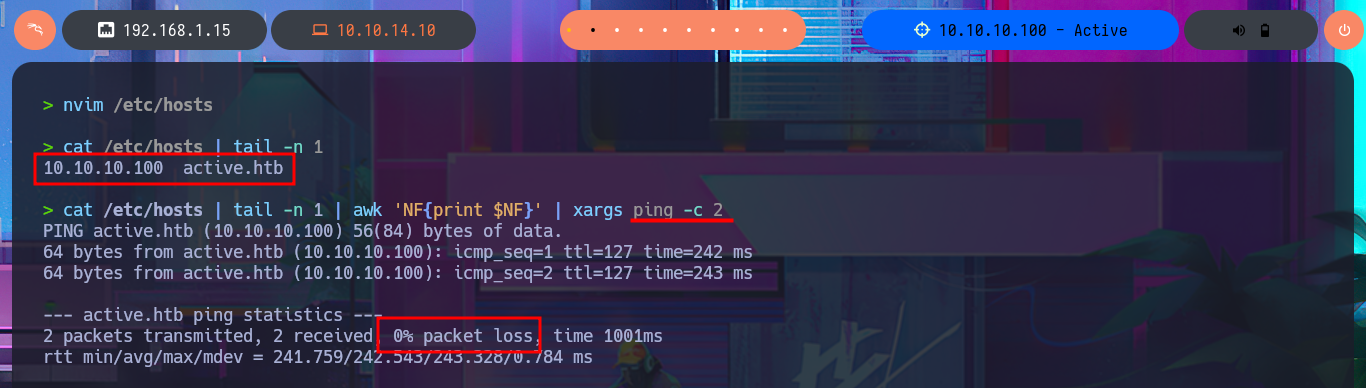 192.168.1.15 10.10.14.10 10.10.10.100 - Active
> nvim /etc/hosts
> cat /etc/hosts | tail -n 1
10.10.10.100  active.htb
> cat /etc/hosts | tail -n 1 | awk 'NF{print $NF}' | xargs ping -c 2
PING active.htb (10.10.10.100) 56(84) bytes of data.
64 bytes from active.htb (10.10.10.100): icmp_seq=1 ttl=127 time=242 ms
64 bytes from active.htb (10.10.10.100): icmp_seq=2 ttl=127 time=243 ms
--- active.htb ping statistics ---
2 packets transmitted, 2 received, 0% packet loss, time 1001ms
rtt min/avg/max/mdev = 241.759/242.543/243.328/0.784 ms